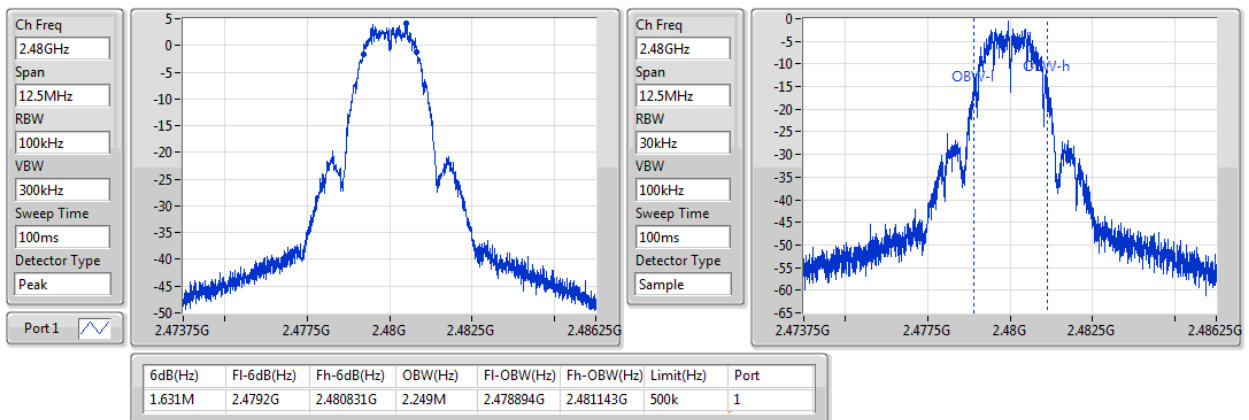 Ch Freq
2.48GHz
Span
12.5MHz
RBW
100kHz
VBW
300kHz
Sweep Time
100ms
Detector Type
Peak
Port 1
5
0
-5
-10
-15
-20
-25
-30
-35
-40
-45
-50
2.47375G 2.4775G 2.48G 2.4825G 2.48625G
Ch Freq
2.48GHz
Span
12.5MHz
RBW
30kHz
VBW
100kHz
Sweep Time
100ms
Detector Type
Sample
0
-5
-10
-15
-20
-25
-30
-35
-40
-45
-50
-55
-60
-65
OBW-l OBW-h
2.47375G 2.4775G 2.48G 2.4825G 2.48625G
6dB(Hz) Fl-6dB(Hz) Fh-6dB(Hz) OBW(Hz) Fl-OBW(Hz) Fh-OBW(Hz) Limit(Hz) Port
1.631M 2.4792G 2.480831G 2.249M 2.478894G 2.481143G 500k 1